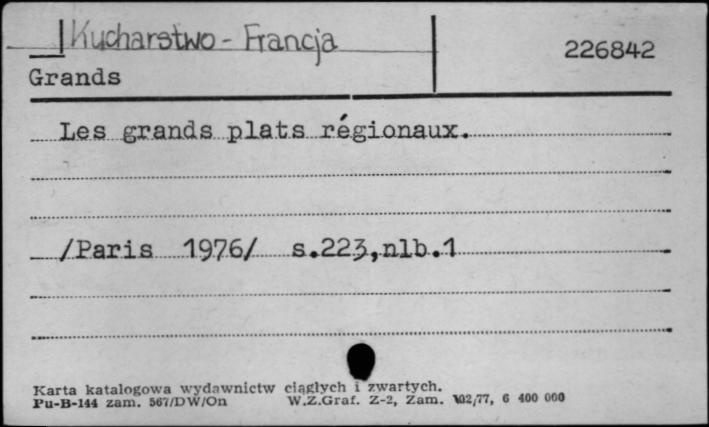 Kucharstwo - Francja
226842
Grands
Les grands plats régionaux.
/Paris 1976/ s.223,nlb.1
Karta katalogowa wydawnictw ciągłych i zwartych.
Pu-B-144 zam. 567/DW/On W.Z.Graf. Z-2, Zam. 102/77, 6 400 000